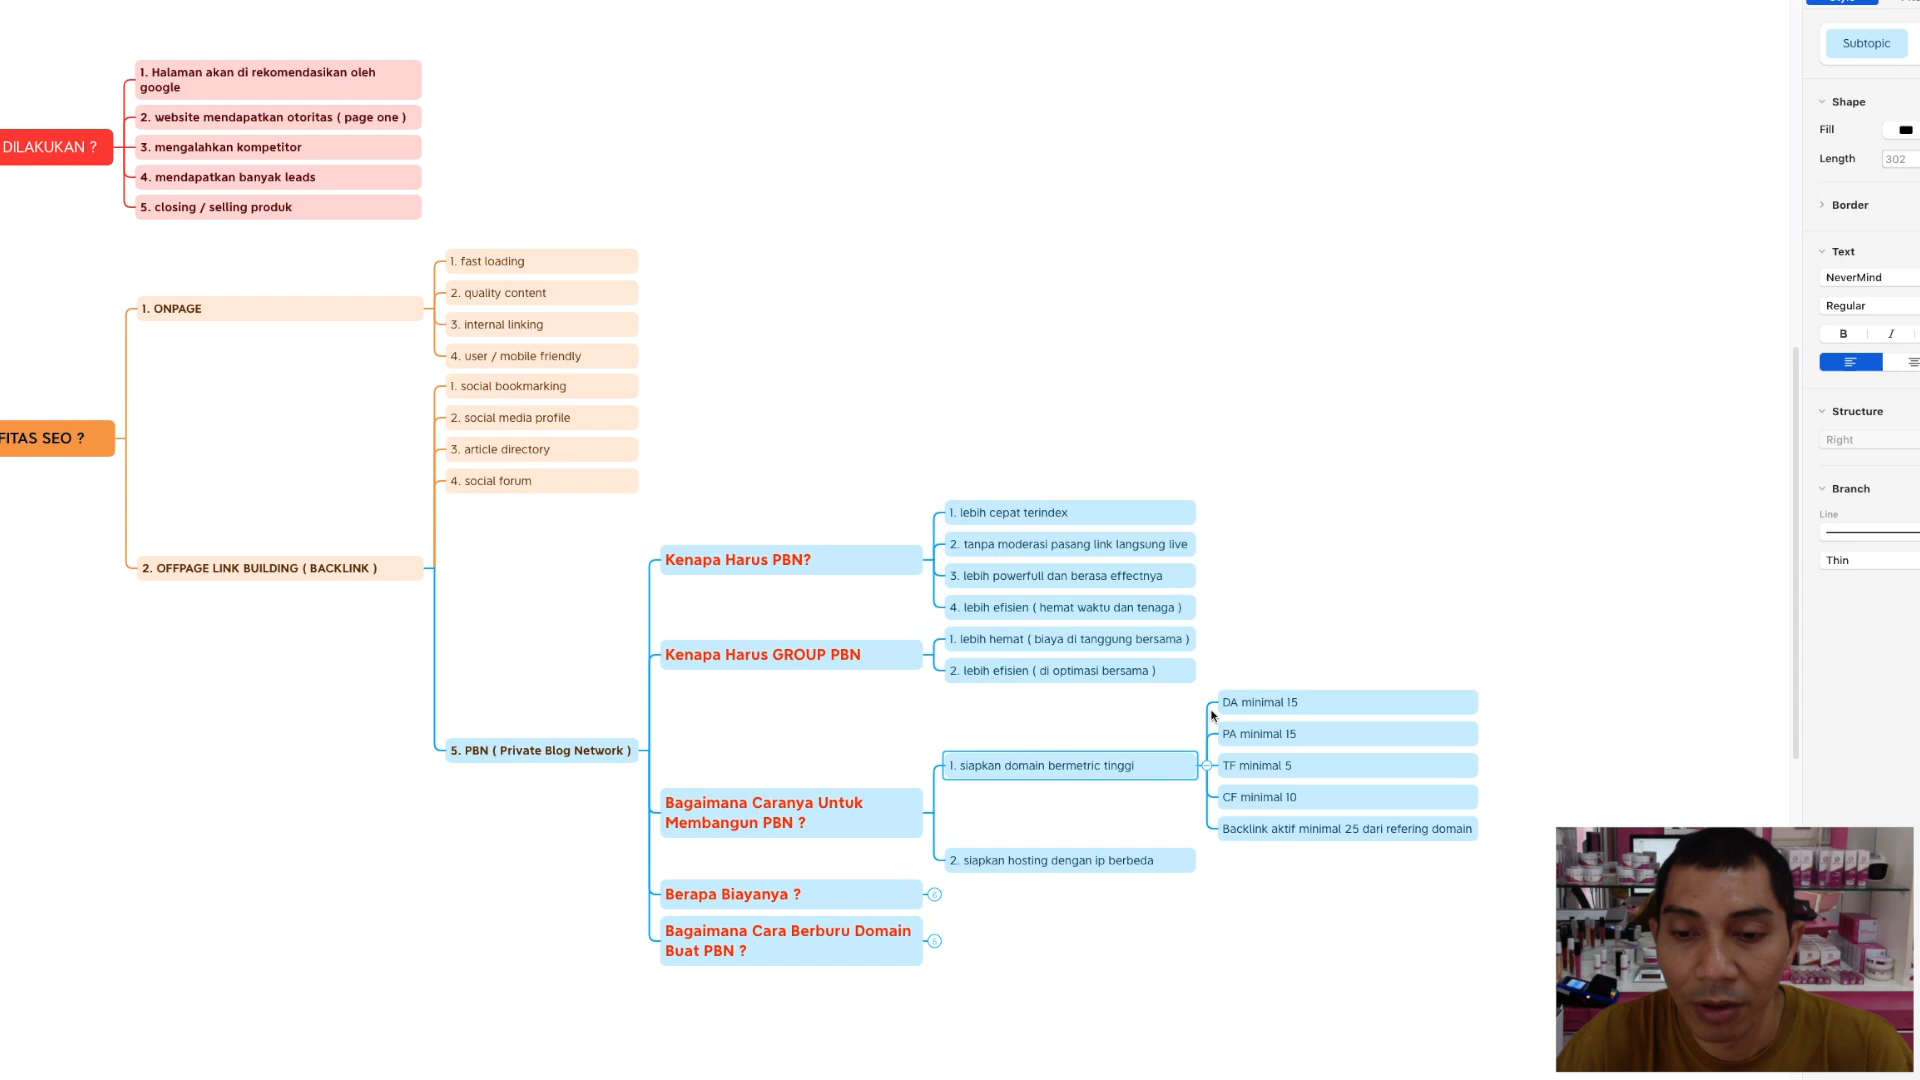 Subtopic
1. Halaman akan di rekomendasikan oleh
google
2. website mendapatkan otoritas ( page one )
DILAKUKAN ?
3. mengalahkan kompetitor
4. mendapatkan banyak leads
5. closing / selling produk
Shape
Fill
Length
302
Border
Text
NeverMind
Regular
B
I
1. fast loading
2. quality content
1. ONPAGE
3. internal linking
4. user / mobile friendly
FITAS SEO ?
1. social bookmarking
2. social media profile
3. article directory
4. social forum
2. OFFPAGE LINK BUILDING ( BACKLINK )
Structure
Right
Branch
Line
Thin
5. PBN ( Private Blog Network )
Kenapa Harus PBN?
1. lebih cepat terindex
2. tanpa moderasi pasang link langsung live
3. lebih powerfull dan berasa effectnya
4. lebih efisien ( hemat waktu dan tenaga )
Kenapa Harus GROUP PBN
1. lebih hemat ( biaya di tanggung bersama )
2. lebih efisien ( di optimasi bersama )
Bagaimana Caranya Untuk
Membangun PBN ?
1. siapkan domain bermetric tinggi
DA minimal 15
PA minimal 15
TF minimal 5
CF minimal 10
Backlink aktif minimal 25 dari refering domain
2. siapkan hosting dengan ip berbeda
Berapa Biayanya ?
6
Bagaimana Cara Berburu Domain
Buat PBN ?
5